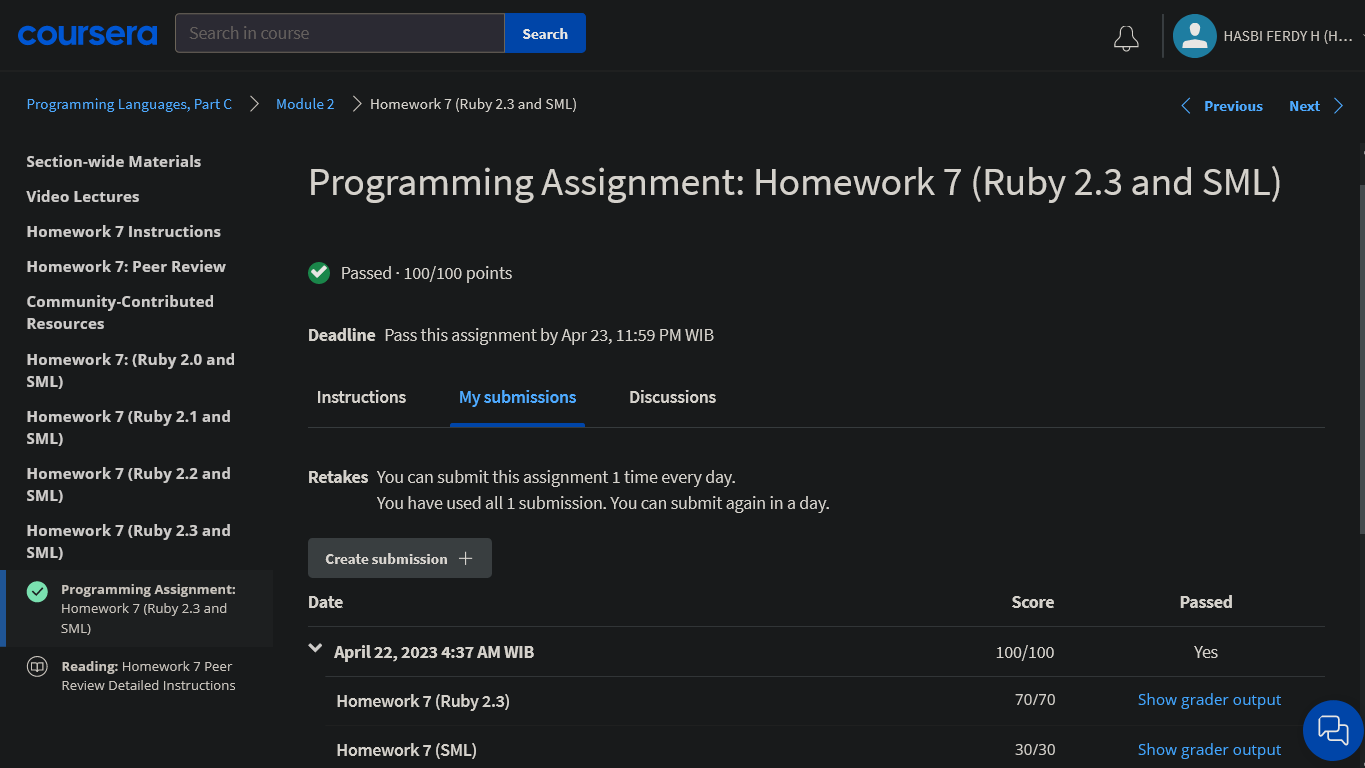 coursera
Search in course
Search
HASBI FERDY H (H...
Programming Languages, Part C
Module 2
Homework 7 (Ruby 2.3 and SML)
Previous
Next
Section-wide Materials
Video Lectures
Homework 7 Instructions
Homework 7: Peer Review
Community-Contributed
Resources
Homework 7: (Ruby 2.0 and
SML)
Homework 7 (Ruby 2.1 and
SML)
Homework 7 (Ruby 2.2 and
SML)
Homework 7 (Ruby 2.3 and
SML)
Programming Assignment:
Homework 7 (Ruby 2.3 and
SML)
Reading: Homework 7 Peer
Review Detailed Instructions
Programming Assignment: Homework 7 (Ruby 2.3 and SML)
Passed · 100/100 points
Deadline Pass this assignment by Apr 23, 11:59 PM WIB
Instructions
My submissions
Discussions
Retakes You can submit this assignment 1 time every day.
You have used all 1 submission. You can submit again in a day.
Create submission
Date Score Passed
April 22, 2023 4:37 AM WIB 100/100 Yes
Homework 7 (Ruby 2.3) 70/70 Show grader output
Homework 7 (SML) 30/30 Show grader output